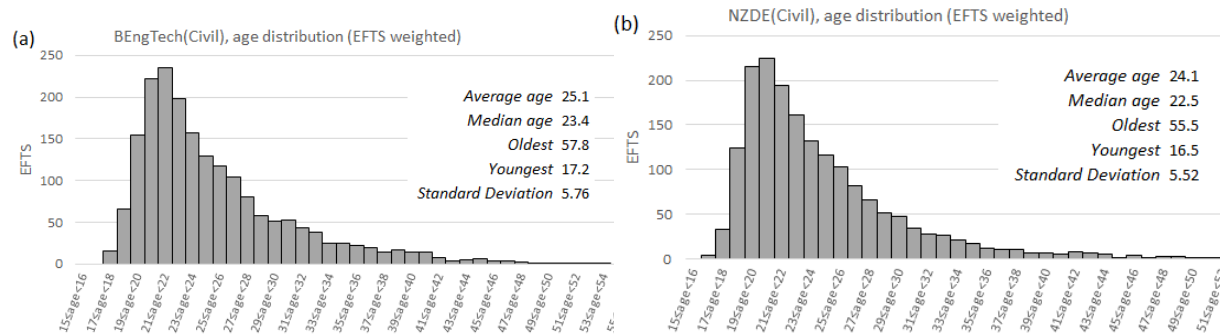 (a)
BEngTech(Civil), age distribution (EFTS weighted)
250
200
150
100
50
0
EFTS
Average age 25.1
Median age 23.4
Oldest 57.8
Youngest 17.2
Standard Deviation 5.76
15≤age<16
17≤age<18
19≤age<20
21≤age<22
23≤age<24
25≤age<26
27≤age<28
29≤age<30
31≤age<32
33≤age<34
35≤age<36
37≤age<38
39≤age<40
41≤age<42
43≤age<44
45≤age<46
47≤age<48
49≤age<50
51≤age<52
53≤age<54
(b)
NZDE(Civil), age distribution (EFTS weighted)
250
200
150
100
50
0
EFTS
Average age 24.1
Median age 22.5
Oldest 55.5
Youngest 16.5
Standard Deviation 5.52
15≤age<16
17≤age<18
19≤age<20
21≤age<22
23≤age<24
25≤age<26
27≤age<28
29≤age<30
31≤age<32
33≤age<34
35≤age<36
37≤age<38
39≤age<40
41≤age<42
43≤age<44
45≤age<46
47≤age<48
49≤age<50